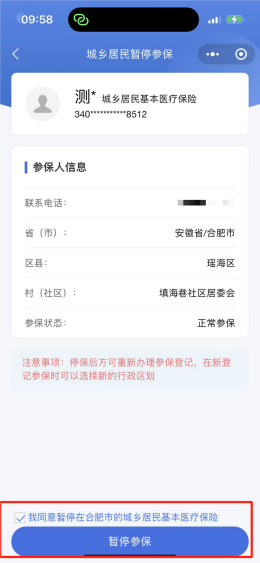 09:58
城乡居民暂停参保
测* 城乡居民基本医疗保险
340***********8512
参保人信息
联系电话:
省（市）: 安徽省/合肥市
区县: 瑶海区
村（社区）: 填海巷社区居委会
参保状态: 正常参保
注意事项：停保后方可重新办理参保登记，在新登
记参保时可以选择新的行政区划
我同意暂停在合肥市的城乡居民基本医疗保险
暂停参保